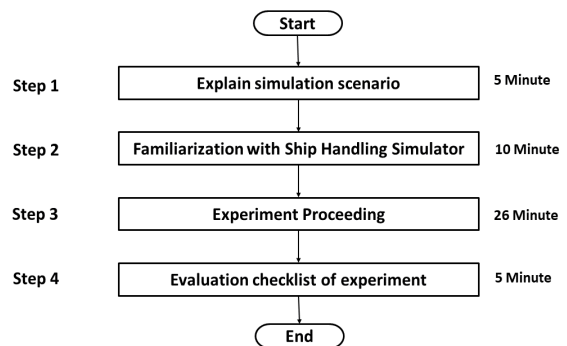 Start
Step 1
Explain simulation scenario
5 Minute
Step 2
Familiarization with Ship Handling Simulator
10 Minute
Step 3
Experiment Proceeding
26 Minute
Step 4
Evaluation checklist of experiment
5 Minute
End